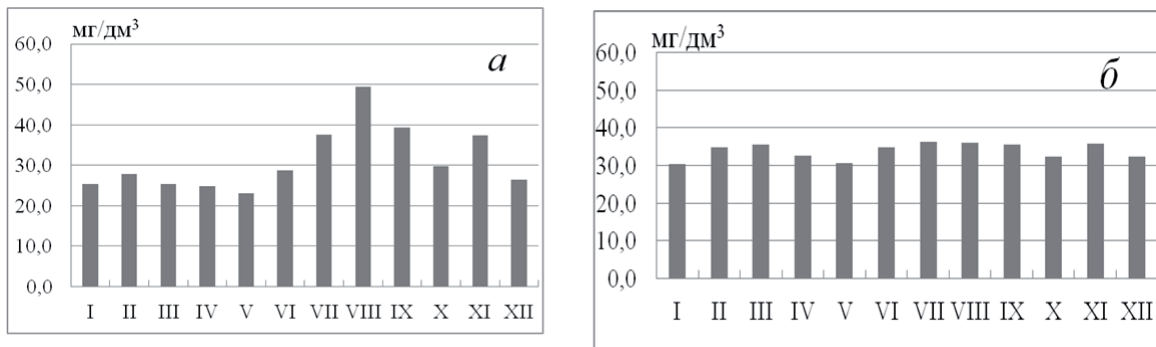 мг/дм³
60,0
а
50,0
40,0
30,0
20,0
10,0
0,0
I II III IV V VI VII VIII IX X XI XII
мг/дм³
60,0
б
50,0
40,0
30,0
20,0
10,0
0,0
I II III IV V VI VII VIII IX X XI XII